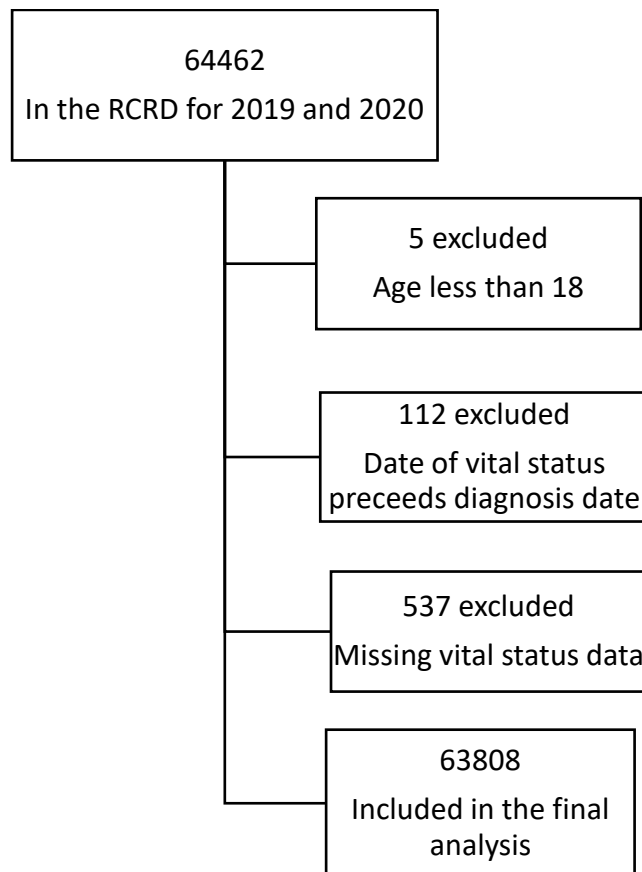 64462
In the RCRD for 2019 and 2020
5 excluded
Age less than 18
112 excluded
Date of vital status
preceeds diagnosis date
537 excluded
Missing vital status data
63808
Included in the final
analysis